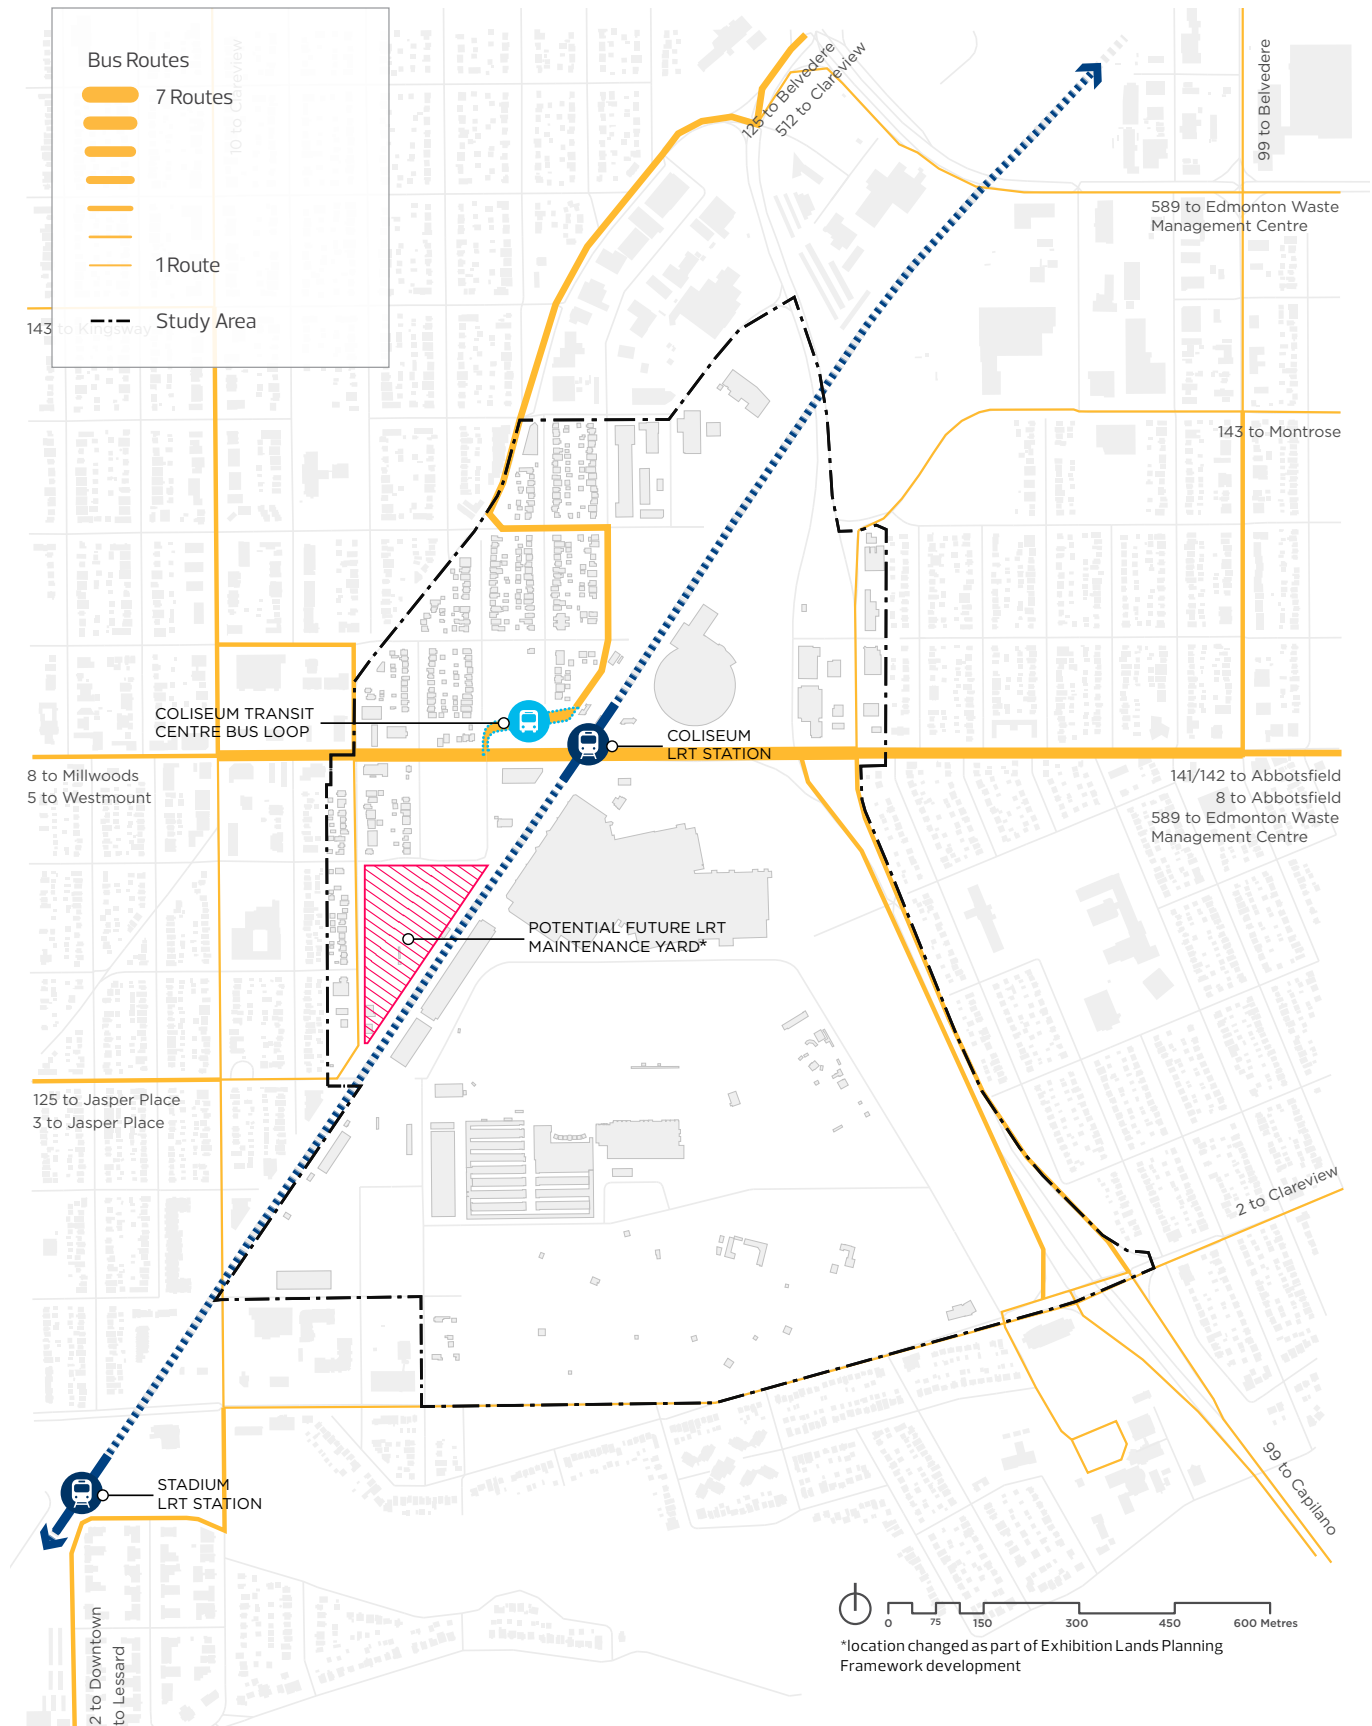 Bus Routes
7 Routes
1 Route
Study Area
10 to Clareview
143 to Kingsway
125 to Belvedere
512 to Clareview
99 to Belvedere
589 to Edmonton Waste
Management Centre
143 to Montrose
COLISEUM TRANSIT
CENTRE BUS LOOP
COLISEUM
LRT STATION
8 to Millwoods
5 to Westmount
141/142 to Abbotsfield
8 to Abbotsfield
589 to Edmonton Waste
Management Centre
POTENTIAL FUTURE LRT
MAINTENANCE YARD*
125 to Jasper Place
3 to Jasper Place
2 to Clareview
99 to Capilano
STADIUM
LRT STATION
2 to Downtown
to Lessard
0 75 150 300 450 600 Metres
*location changed as part of Exhibition Lands Planning
Framework development